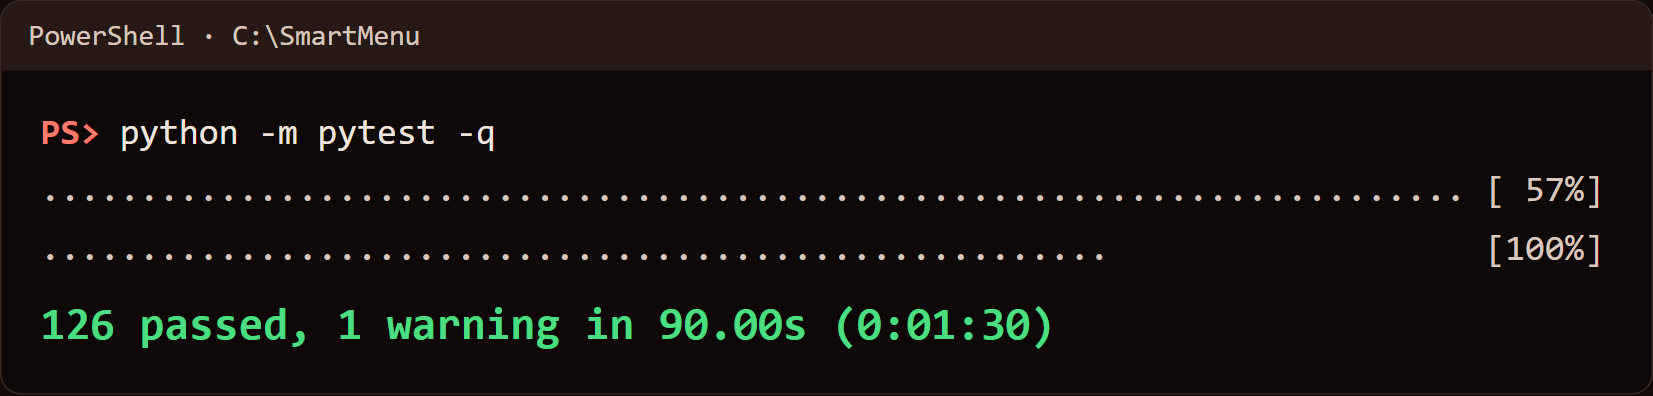 PowerShell · C:\SmartMenu
PS> python -m pytest -q
........................................................................ [ 57%]
......................................................                   [100%]
126 passed, 1 warning in 90.00s (0:01:30)